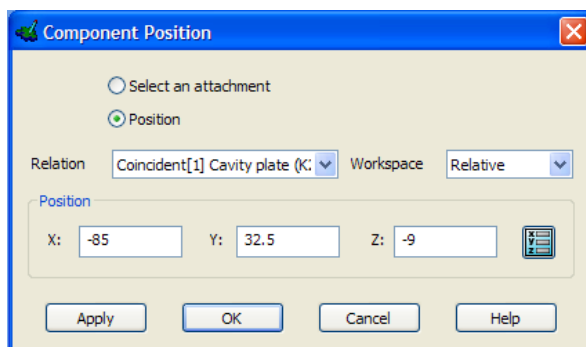 Component Position
Select an attachment
Position
Relation Coincident[1] Cavity plate (K: Workspace Relative
Position
X: -85 Y: 32.5 Z: -9
Apply OK Cancel Help